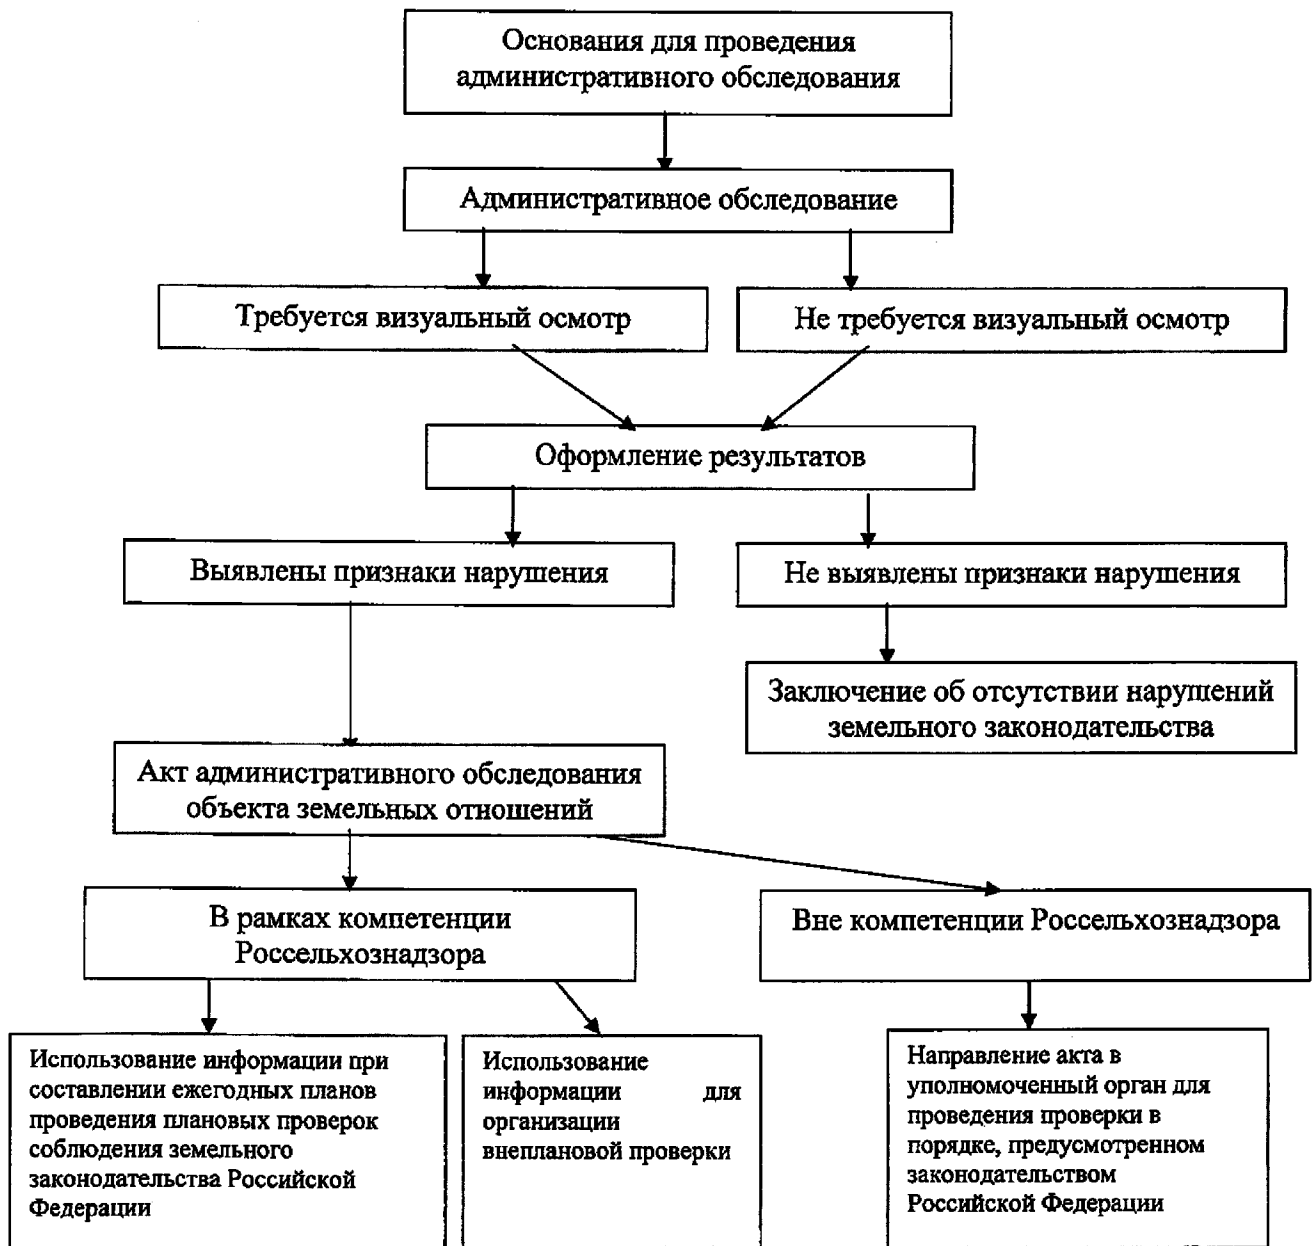 Основания для проведения
административного обследования
Административное обследование
Требуется визуальный осмотр
Не требуется визуальный осмотр
Оформление результатов
Выявлены признаки нарушения
Не выявлены признаки нарушения
Заключение об отсутствии нарушений
земельного законодательства
Акт административного обследования
объекта земельных отношений
В рамках компетенции
Россельхознадзора
Вне компетенции Россельхознадзора
Использование информации при
составлении ежегодных планов
проведения плановых проверок
соблюдения земельного
законодательства Российской
Федерации
Использование
информации для
организации
внеплановой проверки
Направление акта в
уполномоченный орган для
проведения проверки в
порядке, предусмотренном
законодательством
Российской Федерации